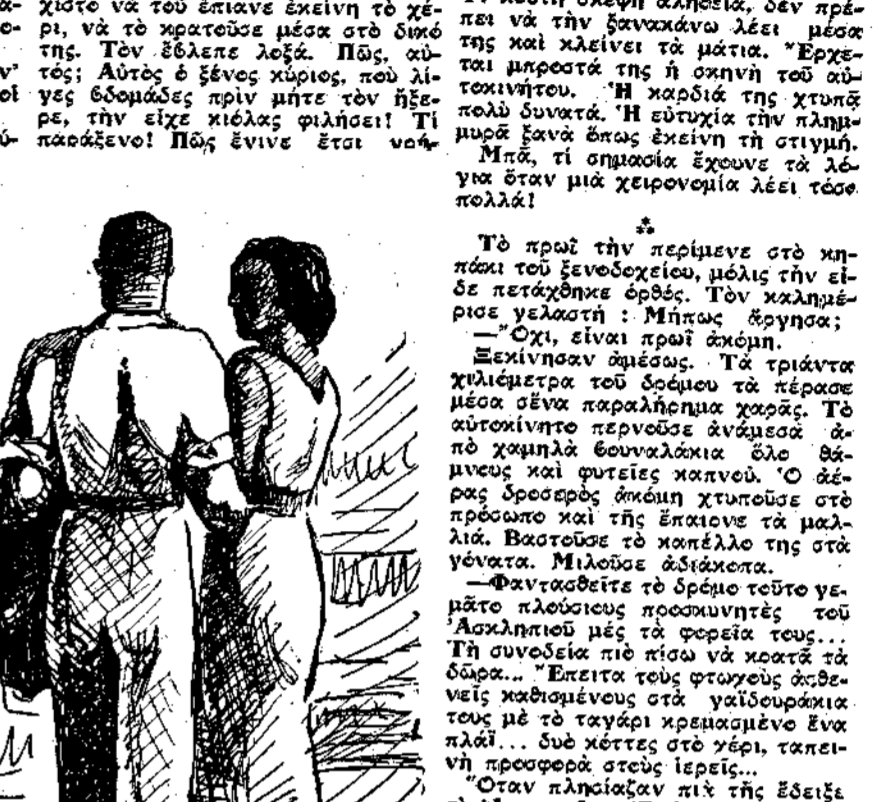 χιστο νὰ τοῦ ἔπιανε ἐκείνη τὸ χέ-
ρι, νὰ τὸ κρατοῦσε μέσα στὸ δικό
της. Τὸν ἔβλεπε λοξά. Πῶς, αὐ-
τός; Αὐτὸς ὁ ξένος κύριος, ποὺ λί-
γες βδομάδες πρὶν μήτε τὸν ἤξε-
ρε, τὴν εἶχε κιόλας φιλήσει! Τί
παράξενο! Πῶς ἔγινε ἔτσι
σκέψη ἀλήθεια, δὲν πρέ-
πει νὰ τὴν ξανακάνω λέει μέσα
της καὶ κλείνει τὰ μάτια. Ἔρχε-
ται μπροστά της ἡ σκηνὴ τοῦ αὐ-
τοκινήτου. Ἡ καρδιά της χτυπᾶ
πολὺ δυνατά. Ἡ εὐτυχία τὴν πλημ-
μυρᾶ ξανὰ ὅπως ἐκείνη τὴ στιγμή.
Μπᾶ, τί σημασία ἔχουνε τὰ λό-
για ὅταν μιὰ χειρονομία λέει τόσο
πολλά!
⁂
Τὸ πρωῒ τὴν περίμενε στὸ κη-
πάκι τοῦ ξενοδοχείου, μόλις τὴν εἶ-
δε πετάχθηκε ὀρθός. Τὸν καλημέ-
ρισε γελαστή : Μήπως ἄργησα;
—Ὄχι, εἶναι πρωῒ ἀκόμη.
Ξεκίνησαν ἀμέσως. Τὰ τριάντα
χιλιόμετρα τοῦ δρόμου τὰ πέρασε
μέσα σἕνα παραλήρημα χαρᾶς. Τὸ
αὐτοκίνητο περνοῦσε ἀνάμεσα ἀ-
πὸ χαμηλὰ βουναλάκια ὅλο θά-
μνους καὶ φυτεῖες καπνοῦ. Ὁ ἀέ-
ρας δροσερὸς ἀκόμη χτυποῦσε στὸ
πρόσωπο καὶ τῆς ἔπαιρνε τὰ μαλ-
λιά. Βαστοῦσε τὸ καπέλλο της στὰ
γόνατα. Μιλοῦσε ἀδιάκοπα.
—Φαντασθεῖτε τὸ δρόμο τοῦτο γε-
μᾶτο πλούσιους προσκυνητὲς τοῦ
Ἀσκληπιοῦ μὲς τὰ φορεῖα τους...
Τὴ συνοδεία πιὸ πίσω νὰ κρατᾶ τὰ
δῶρα... Ἔπειτα τοὺς φτωχοὺς ἀσθε-
νεῖς καθισμένους στὰ γαϊδουράκια
τους μὲ τὸ ταγάρι κρεμασμένο ἕνα
πλάϊ... δυὸ κόττες στὸ χέρι, ταπει-
νὴ προσφορὰ στοὺς ἱερεῖς...
Ὅταν πλησίαζαν πιὰ τῆς ἔδειξε